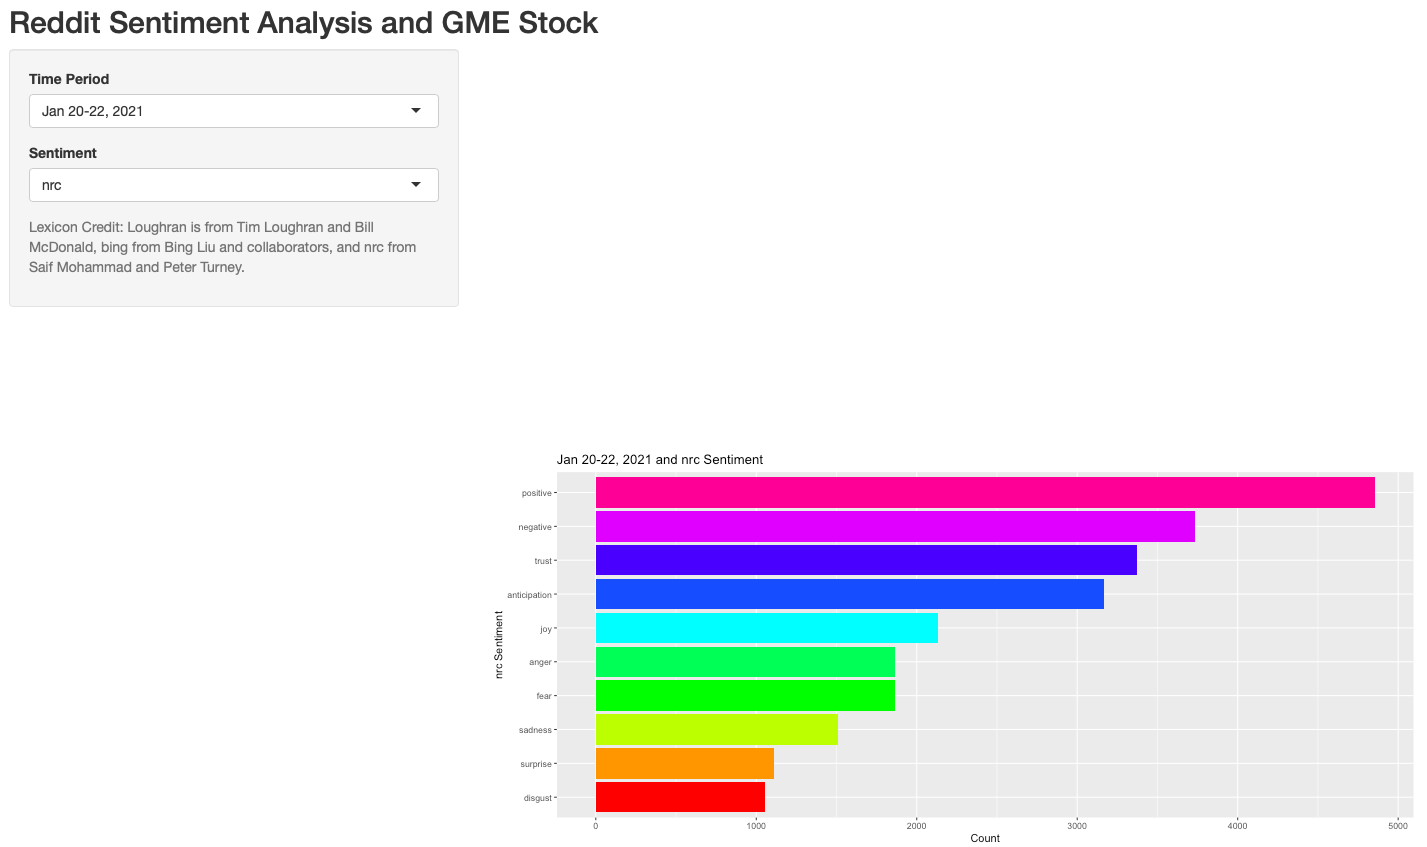 Reddit Sentiment Analysis and GME Stock
Time Period
Jan 20-22, 2021
Sentiment
nrc
Lexicon Credit: Loughran is from Tim Loughran and Bill
McDonald, bing from Bing Liu and collaborators, and nrc from
Saif Mohammad and Peter Turney.
Jan 20-22, 2021 and nrc Sentiment
nrc Sentiment
positive
negative
trust
anticipation
joy
anger
fear
sadness
surprise
disgust
0 1000 2000 3000 4000 5000
Count